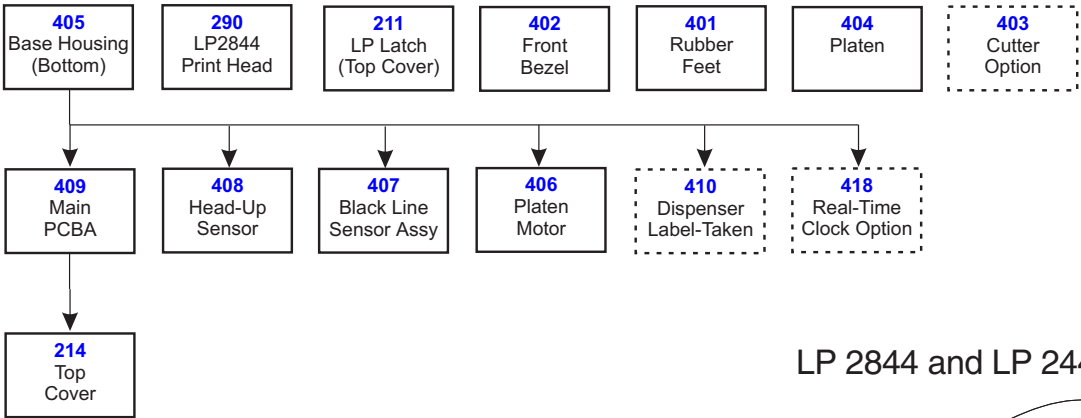 405
Base Housing
(Bottom)
290
LP2844
Print Head
211
LP Latch
(Top Cover)
402
Front
Bezel
401
Rubber
Feet
404
Platen
403
Cutter
Option
409
Main
PCBA
408
Head-Up
Sensor
407
Black Line
Sensor Assy
406
Platen
Motor
410
Dispenser
Label-Taken
418
Real-Time
Clock Option
214
Top
Cover
LP 2844 and LP